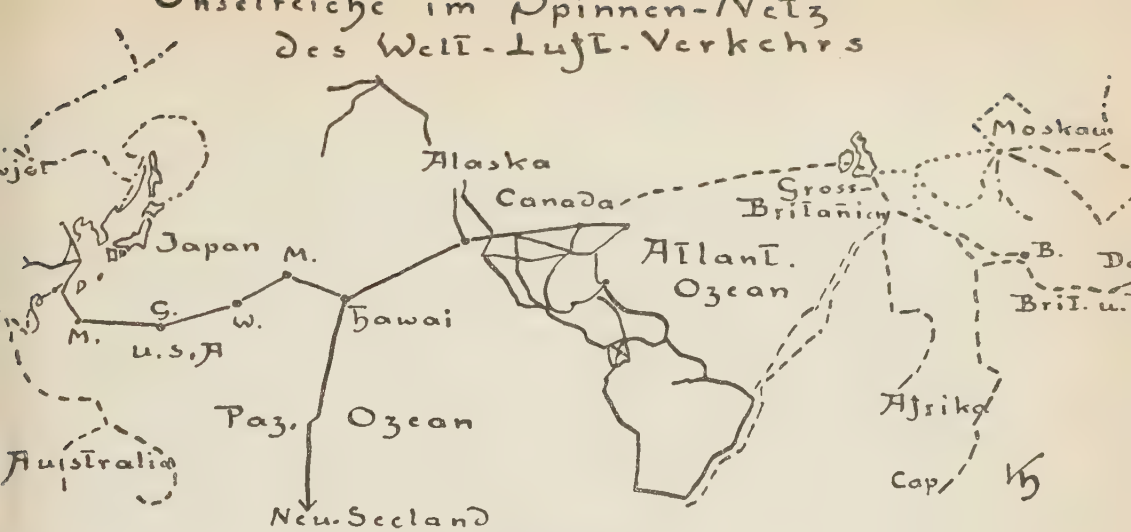 Inselreiche im Spinnen-Netz
des Welt-Luft-Verkehrs
Moskau
Alaska
Canada
Gross-
Britanien
Japan
M.
Atlant.
Ozean
B.
P.
Brit. u.
G.
W.
Hawai
M.
U.S.A
Paz. Ozean
Afrika
Australia
Cap
Neu-Seeland